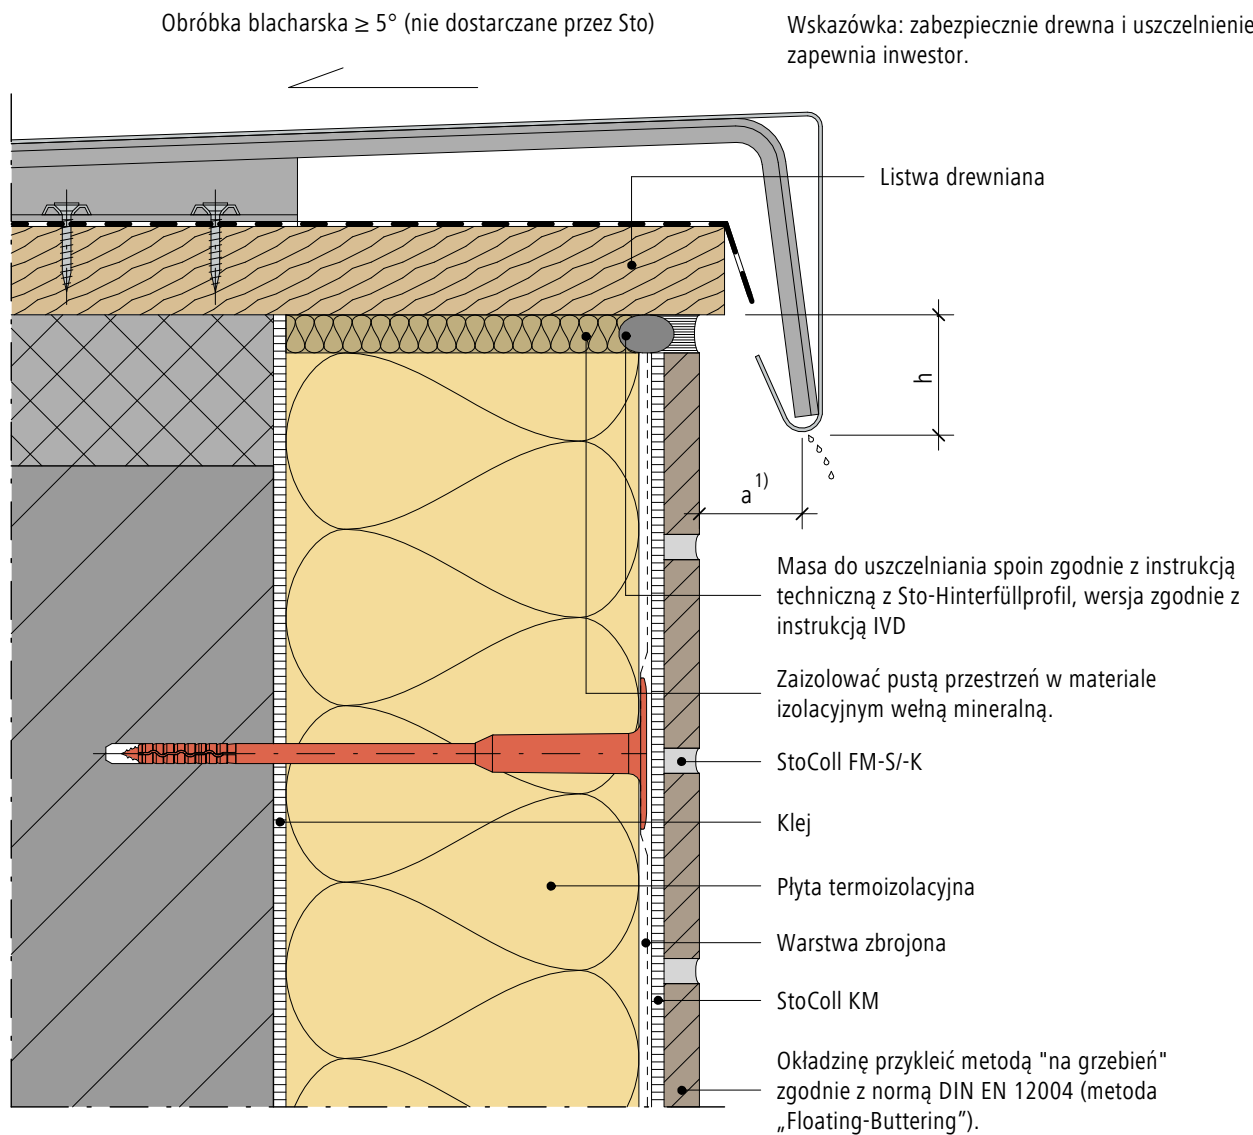 Obróbka blacharska ≥ 5° (nie dostarczane przez Sto)
Wskazówka: zabezpiecznie drewna i uszczelnienie
zapewnia inwestor.
Listwa drewniana
h
a 1)
Masa do uszczelniania spoin zgodnie z instrukcją
techniczną z Sto-Hinterfüllprofil, wersja zgodnie z
instrukcją IVD
Zaizolować pustą przestrzeń w materiale
izolacyjnym wełną mineralną.
StoColl FM-S/-K
Klej
Płyta termoizolacyjna
Warstwa zbrojona
StoColl KM
Okładzinę przykleić metodą "na grzebień"
zgodnie z normą DIN EN 12004 (metoda
„Floating-Buttering”).